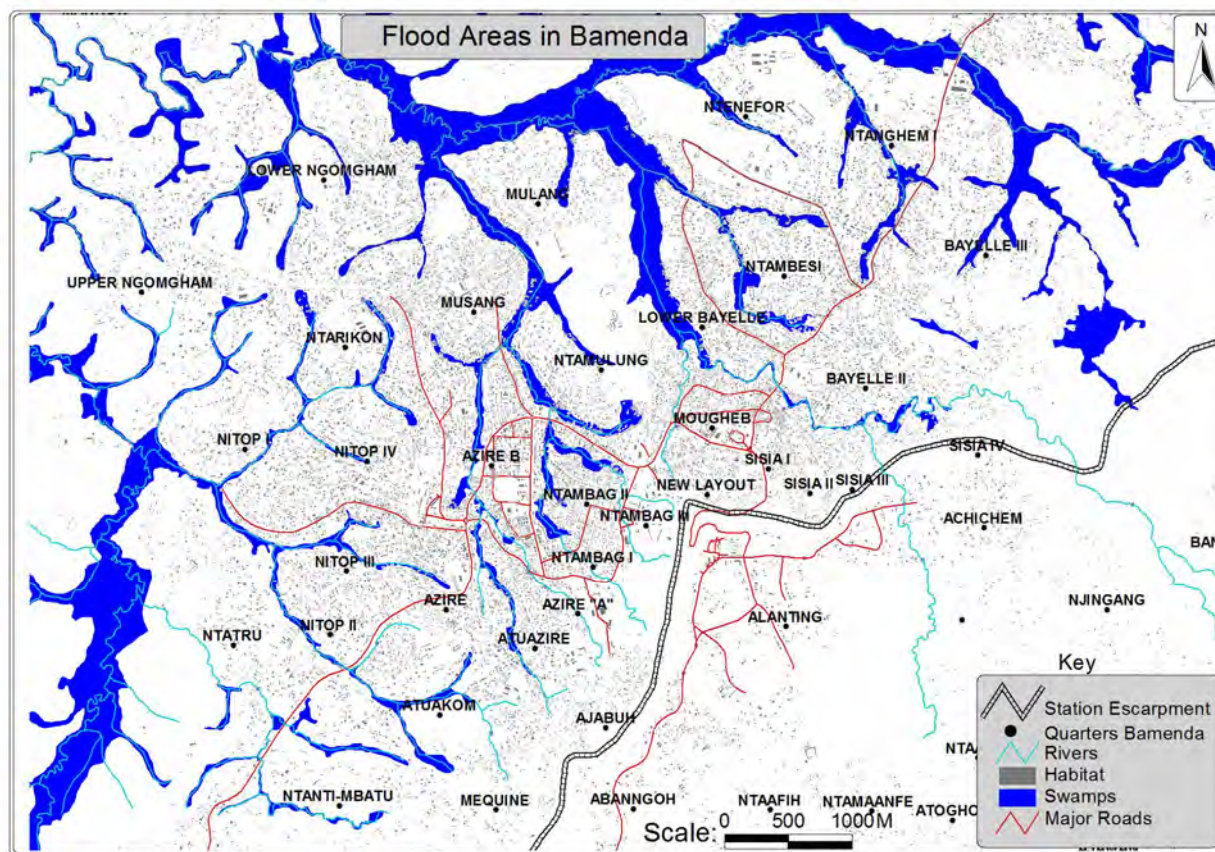 Flood Areas in Bamenda
N
NTENEFOR
NTANGHEM I
LOWER NGOMGHAM
MULANG
BAYELLE III
NTAMBESI
UPPER NGOMGHAM
MUSANG
LOWER BAYELLE
NTARIKON
NTAMULUNG
BAYELLE II
MOUGHEB
NITOP I
NITOP IV
AZIRE B
SISIA I
SISIA IV
NTAMBAG II
NEW LAYOUT
SISIA II
SISIA III
NTAMBAG III
ACHICHEM
BAN
NTAMBAG I
NITOP III
AZIRE
AZIRE "A"
NJINGANG
NITOP II
ALANTING
NTATRU
ATUAZIRE
Key
Station Escarpment
ATUAKOM
AJABUH
Quarters Bamenda
NTA
Rivers
Habitat
NTANTI-MBATU
MEQUINE
ABANNGOH
NTAAFIH
NTAMAANFE
ATOGHO
Swamps
Major Roads
Scale:
0 500 1000M